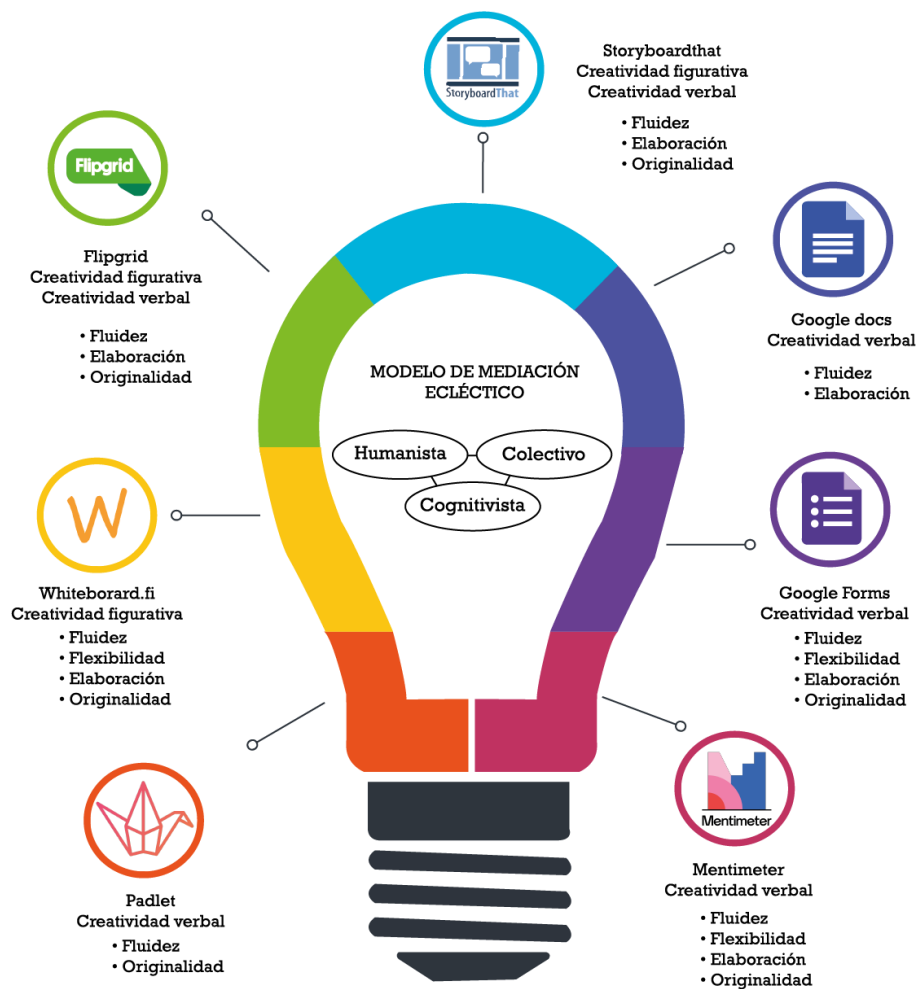 StoryboardThat
Storyboardthat
Creatividad figurativa
Creatividad verbal
• Fluidez
• Elaboración
• Originalidad
Flipgrid
Flipgrid
Creatividad figurativa
Creatividad verbal
• Fluidez
• Elaboración
• Originalidad
Google docs
Creatividad verbal
• Fluidez
• Elaboración
MODELO DE MEDIACIÓN
ECLÉCTICO
Humanista
Colectivo
Cognitivista
W
Whiteborard.fi
Creatividad figurativa
• Fluidez
• Flexibilidad
• Elaboración
• Originalidad
Google Forms
Creatividad verbal
• Fluidez
• Flexibilidad
• Elaboración
• Originalidad
Padlet
Creatividad verbal
• Fluidez
• Originalidad
Mentimeter
Mentimeter
Creatividad verbal
• Fluidez
• Flexibilidad
• Elaboración
• Originalidad